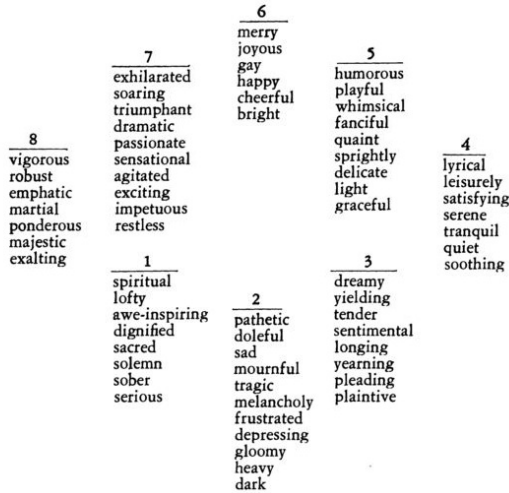 6
merry
joyous
gay
happy
cheerful
bright
7
exhilarated
soaring
triumphant
dramatic
passionate
sensational
agitated
exciting
impetuous
restless
5
humorous
playful
whimsical
fanciful
quaint
sprightly
delicate
light
graceful
8
vigorous
robust
emphatic
martial
ponderous
majestic
exalting
4
lyrical
leisurely
satisfying
serene
tranquil
quiet
soothing
1
spiritual
lofty
awe-inspiring
dignified
sacred
solemn
sober
serious
2
pathetic
doleful
sad
mournful
tragic
melancholy
frustrated
depressing
gloomy
heavy
dark
3
dreamy
yielding
tender
sentimental
longing
yearning
pleading
plaintive